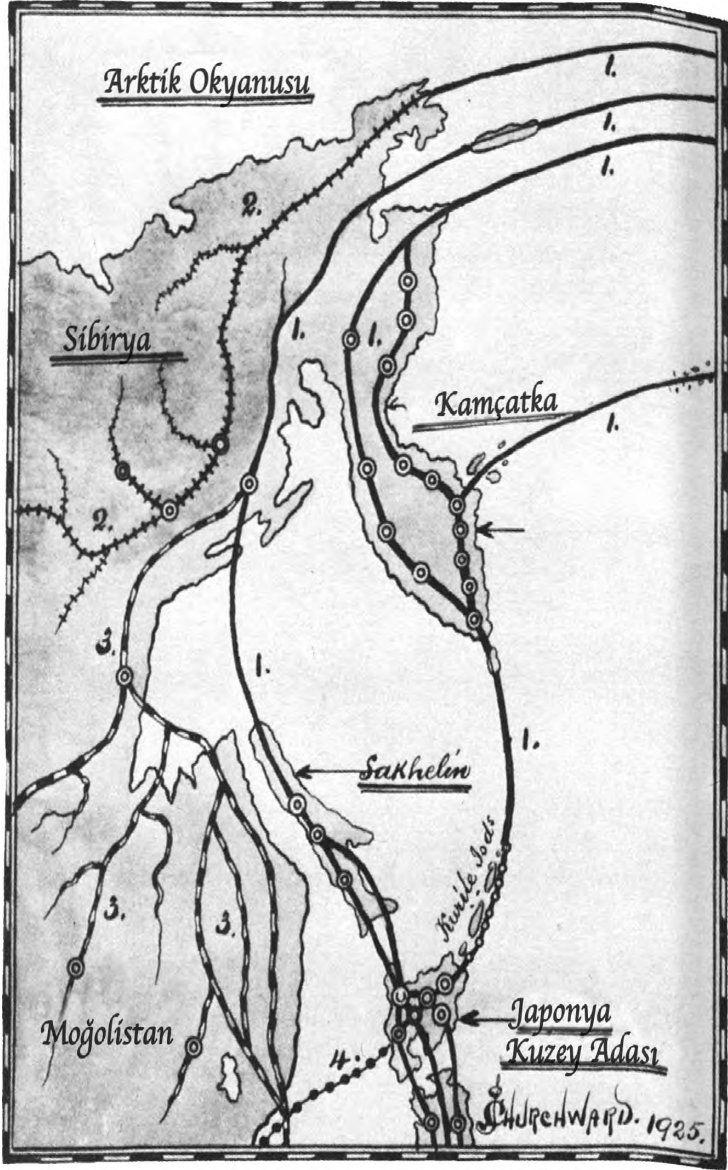 Arktik Okyanusu
1.
1.
1.
2.
1.
1.
Sibirya
Kamçatka
1.
2.
3.
1.
1.
Sakhelin
Kurile Isds
3.
3.
Moğolistan
4.
Japonya
Kuzey Adası
J. CHURCHWARD. 1925.